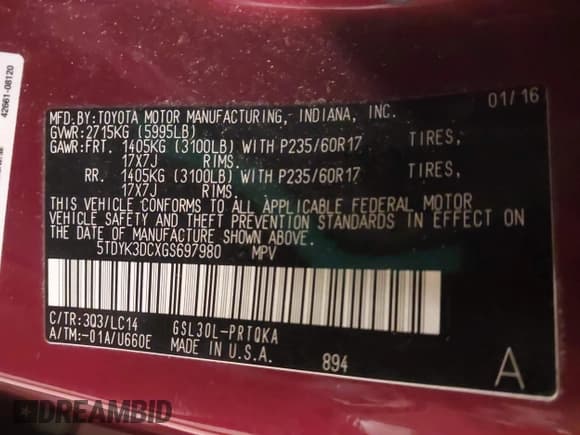 42661-08120
MFD. BY: TOYOTA MOTOR MANUFACTURING, INDIANA, INC. 01/16
GVWR: 2715KG (5995LB)
GAWR: FRT. 1405KG (3100LB) WITH P235/60R17 TIRES,
17X7J RIMS.
RR. 1405KG (3100LB) WITH P235/60R17 TIRES,
17X7J RIMS.
THIS VEHICLE CONFORMS TO ALL APPLICABLE FEDERAL MOTOR
VEHICLE SAFETY AND THEFT PREVENTION STANDARDS IN EFFECT ON
THE DATE OF MANUFACTURE SHOWN ABOVE.
5TDYK3DCXGS697980 MPV
C/TR: 3Q3/LC14 GSL30L-PRTQKA
A/TM: -01A/U660E MADE IN U.S.A. 894 A
DREAMBID